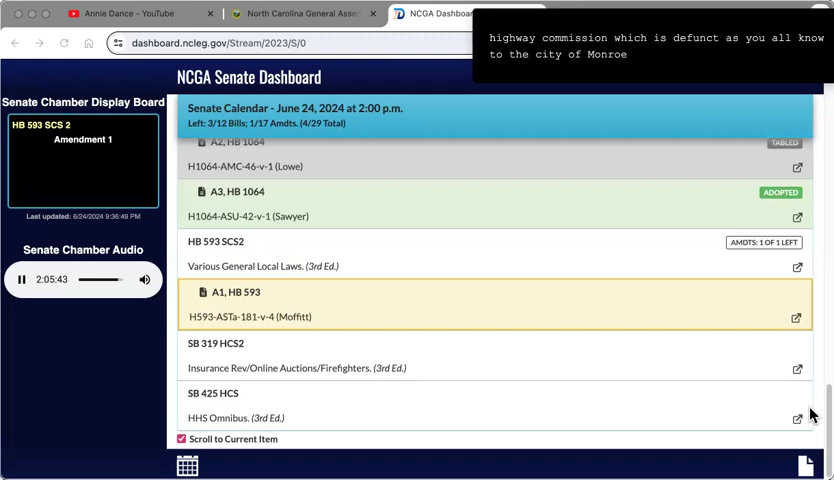 Annie Dance - YouTube
North Carolina General Asse
NCGA Dashboa
dashboard.ncleg.gov/Stream/2023/S/0
highway commission which is defunct as you all know
to the city of Monroe
NCGA Senate Dashboard
Senate Chamber Display Board
HB 593 SCS 2
Amendment 1
Last updated: 6/24/2024 9:36:49 PM
Senate Chamber Audio
2:05:43
Senate Calendar - June 24, 2024 at 2:00 p.m.
Left: 3/12 Bills; 1/17 Amdts. (4/29 Total)
A2, HB 1064
TABLED
H1064-AMC-46-v-1 (Lowe)
A3, HB 1064
ADOPTED
H1064-ASU-42-v-1 (Sawyer)
HB 593 SCS2
AMDTS: 1 OF 1 LEFT
Various General Local Laws. (3rd Ed.)
A1, HB 593
H593-ASTa-181-v-4 (Moffitt)
SB 319 HCS2
Insurance Rev/Online Auctions/Firefighters. (3rd Ed.)
SB 425 HCS
HHS Omnibus. (3rd Ed.)
Scroll to Current Item